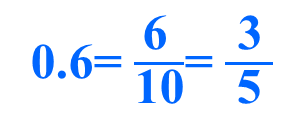 0.6 = 6/10 = 3/5